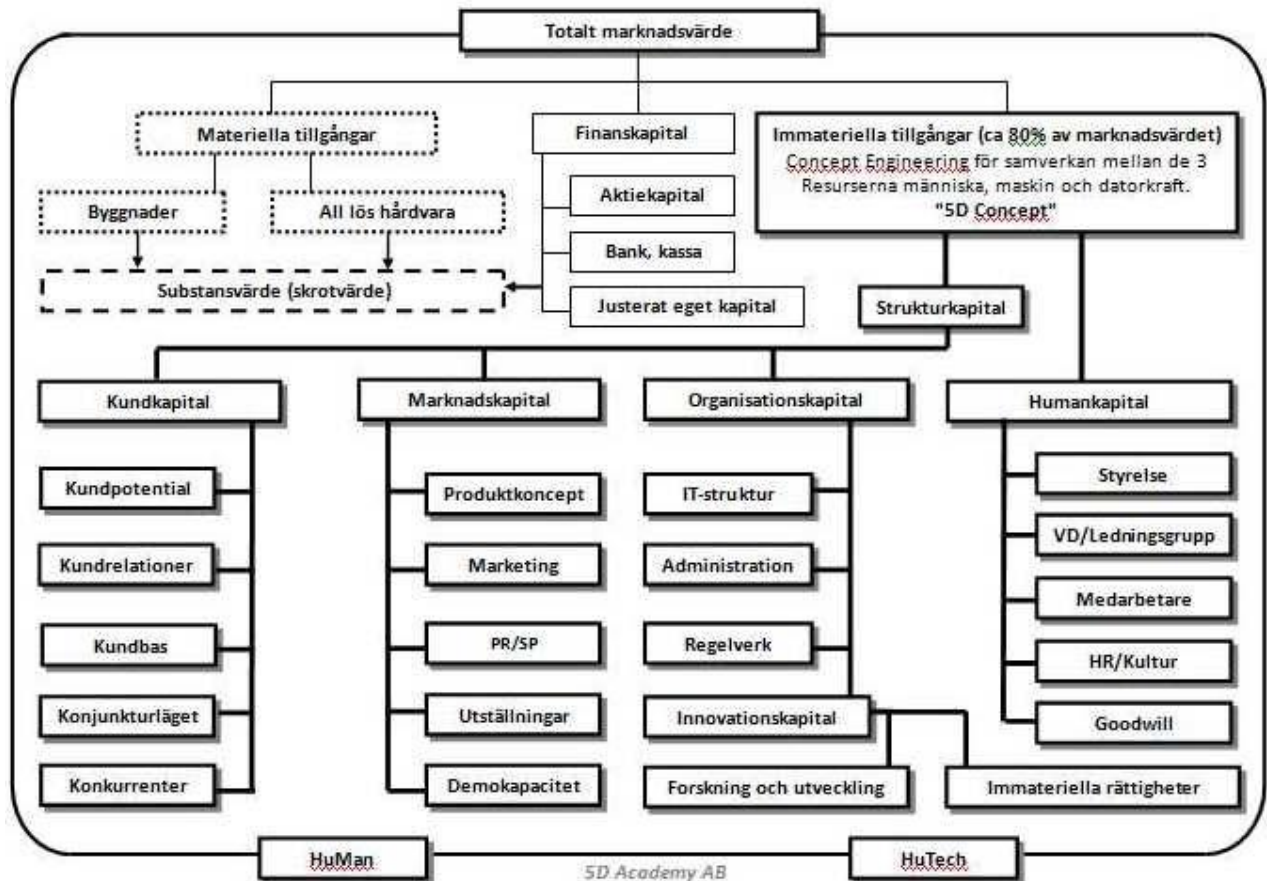 Totalt marknadsvärde
Materiella tillgångar
Finanskapital
Immateriella tillgångar (ca 80% av marknadsvärdet)
Concept Engineering för samverkan mellan de 3
Resurserna människa, maskin och datorkraft.
"5D Concept"
Byggnader
All lös hårdvara
Aktiekapital
Bank, kassa
Substansvärde (skrotvärde)
Justerat eget kapital
Strukturkapital
Kundkapital
Marknadskapital
Organisationskapital
Humankapital
Kundpotential
Kundrelationer
Kundbas
Konjunkturläget
Konkurrenter
Produktkoncept
Marketing
PR/SP
Utställningar
Demokapacitet
IT-struktur
Administration
Regelverk
Innovationskapital
Forskning och utveckling
Immateriella rättigheter
Styrelse
VD/Ledningsgrupp
Medarbetare
HR/Kultur
Goodwill
HuMan
5D Academy AB
HuTech